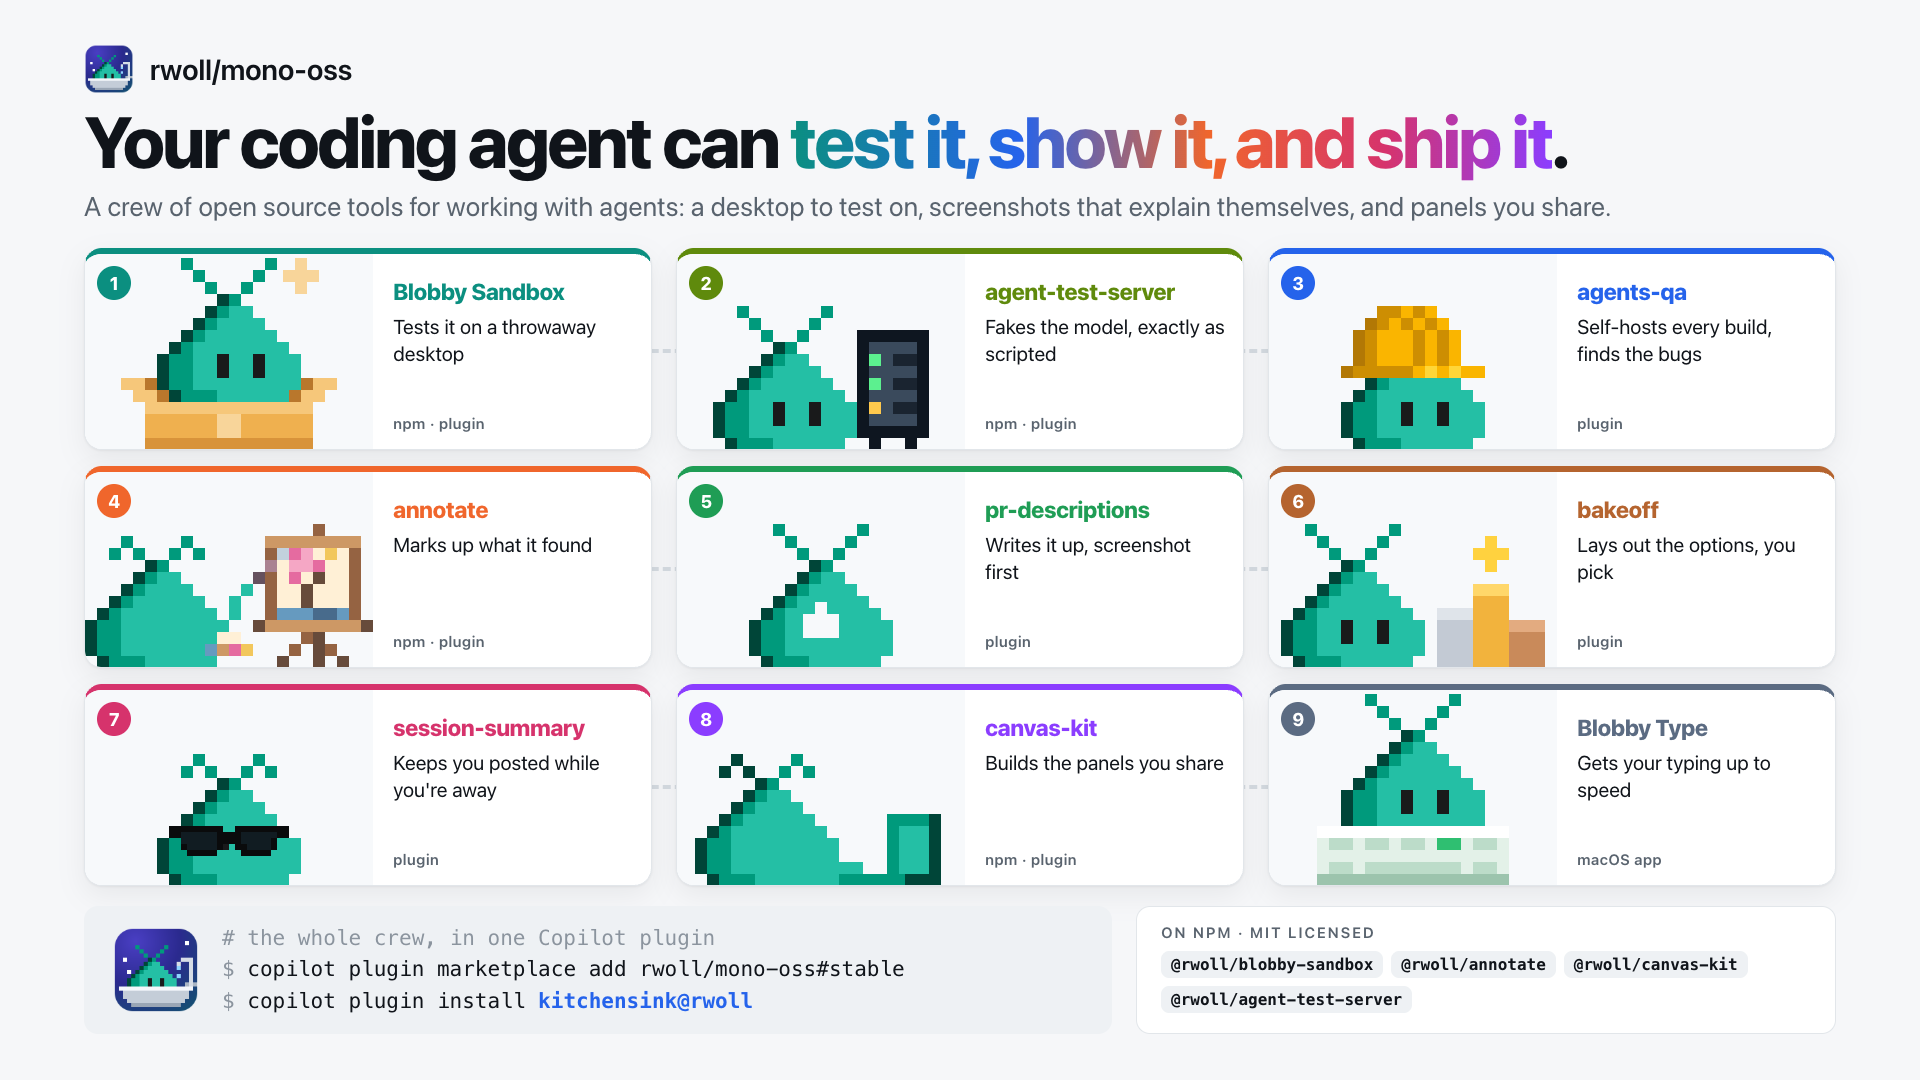 rwoll/mono-oss
Your coding agent can test it, show it, and ship it.
A crew of open source tools for working with agents: a desktop to test on, screenshots that explain themselves, and panels you share.
1
Blobby Sandbox
Tests it on a throwaway
desktop
npm · plugin
2
agent-test-server
Fakes the model, exactly as
scripted
npm · plugin
3
agents-qa
Self-hosts every build,
finds the bugs
plugin
4
annotate
Marks up what it found
npm · plugin
5
pr-descriptions
Writes it up, screenshot
first
plugin
6
bakeoff
Lays out the options, you
pick
plugin
7
session-summary
Keeps you posted while
you're away
plugin
8
canvas-kit
Builds the panels you share
npm · plugin
9
Blobby Type
Gets your typing up to
speed
macOS app
# the whole crew, in one Copilot plugin
$ copilot plugin marketplace add rwoll/mono-oss#stable
$ copilot plugin install kitchensink@rwoll
ON NPM · MIT LICENSED
@rwoll/blobby-sandbox @rwoll/annotate @rwoll/canvas-kit
@rwoll/agent-test-server